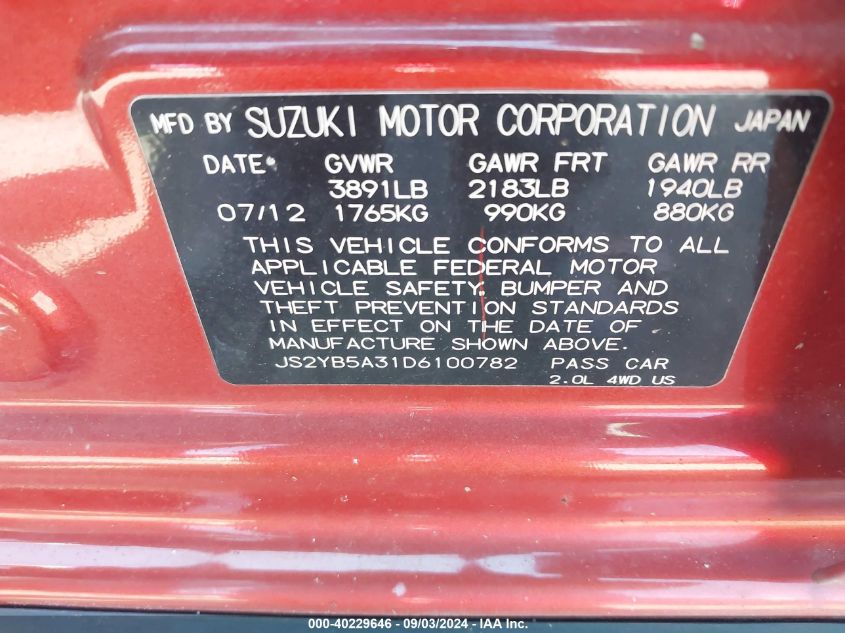 MFD BY SUZUKI MOTOR CORPORATION JAPAN
DATE: GVWR GAWR FRT GAWR RR
3891LB 2183LB 1940LB
07/12 1765KG 990KG 880KG
THIS VEHICLE CONFORMS TO ALL
APPLICABLE FEDERAL MOTOR
VEHICLE SAFETY, BUMPER AND
THEFT PREVENTION STANDARDS
IN EFFECT ON THE DATE OF
MANUFACTURE SHOWN ABOVE.
JS2YB5A31D6100782 PASS CAR
2.0L 4WD US
000-40229646 - 09/03/2024 - IAA Inc.